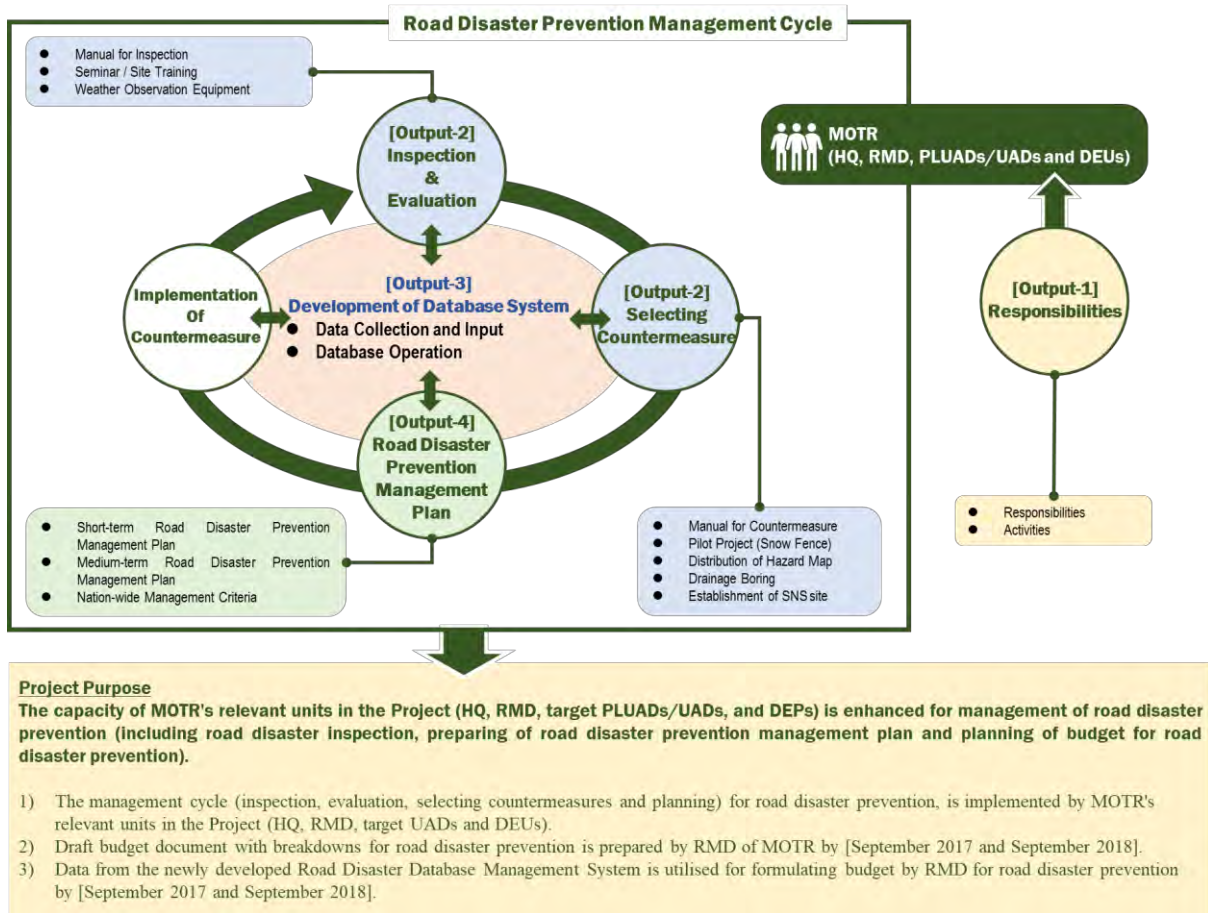 Road Disaster Prevention Management Cycle
● Manual for Inspection
● Seminar / Site Training
● Weather Observation Equipment
[Output-2]
Inspection
&
Evaluation
MOTR
(HQ, RMD, PLUADs/UADs and DEUs)
Implementation
Of
Countermeasure
[Output-3]
Development of Database System
● Data Collection and Input
● Database Operation
[Output-2]
Selecting
Countermeasure
[Output-1]
Responsibilities
[Output-4]
Road Disaster
Prevention
Management
Plan
● Short-term Road Disaster Prevention
Management Plan
● Medium-term Road Disaster Prevention
Management Plan
● Nation-wide Management Criteria
● Manual for Countermeasure
● Pilot Project (Snow Fence)
● Distribution of Hazard Map
● Drainage Boring
● Establishment of SNS site
● Responsibilities
● Activities
Project Purpose
The capacity of MOTR's relevant units in the Project (HQ, RMD, target PLUADs/UADs, and DEPs) is enhanced for management of road disaster
prevention (including road disaster inspection, preparing of road disaster prevention management plan and planning of budget for road
disaster prevention).
1) The management cycle (inspection, evaluation, selecting countermeasures and planning) for road disaster prevention, is implemented by MOTR's
relevant units in the Project (HQ, RMD, target UADs and DEUs).
2) Draft budget document with breakdowns for road disaster prevention is prepared by RMD of MOTR by [September 2017 and September 2018].
3) Data from the newly developed Road Disaster Database Management System is utilised for formulating budget by RMD for road disaster prevention
by [September 2017 and September 2018].